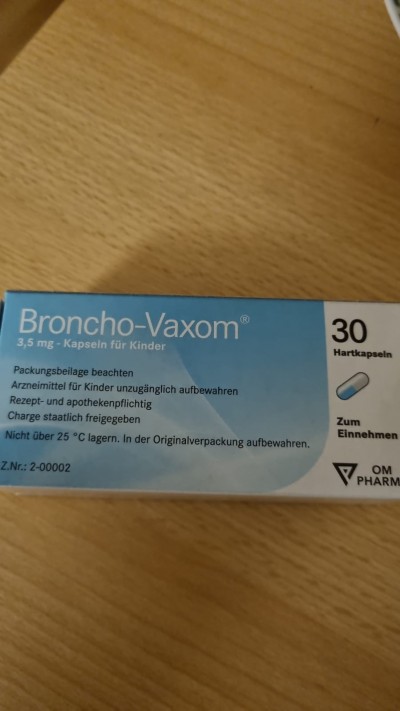 Broncho-Vaxom®
3,5 mg - Kapseln für Kinder
Packungsbeilage beachten
Arzneimittel für Kinder unzugänglich aufbewahren
Rezept- und apothekenpflichtig
Charge staatlich freigegeben
Nicht über 25 °C lagern. In der Originalverpackung aufbewahren.
Z.Nr.: 2-00002
30
Hartkapseln
Zum
Einnehmen
OM
PHARM